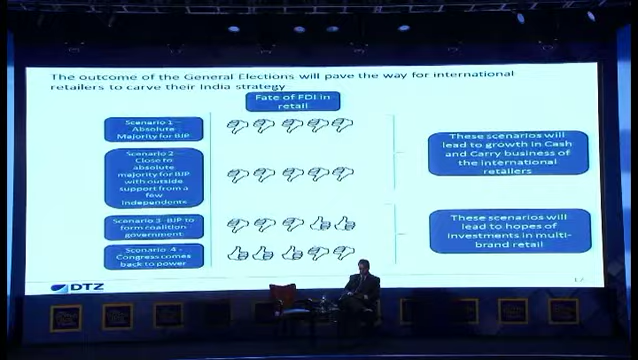 The outcome of the General Elections will pave the way for international
retailers to carve their India strategy
Fate of FDI in
retail
Scenario 1 –
Absolute
Majority for BJP
Scenario 2 –
Close to
absolute
majority for BJP
with outside
support from a
few
Independents
Scenario 3 -BJP to
form coalition
government
Scenario 4 –
Congress comes
back to power
These scenarios will
lead to growth in Cash
and Carry business of
the international
retailers
These scenarios will
lead to hopes of
investments in multi-
brand retail
DTZ
17